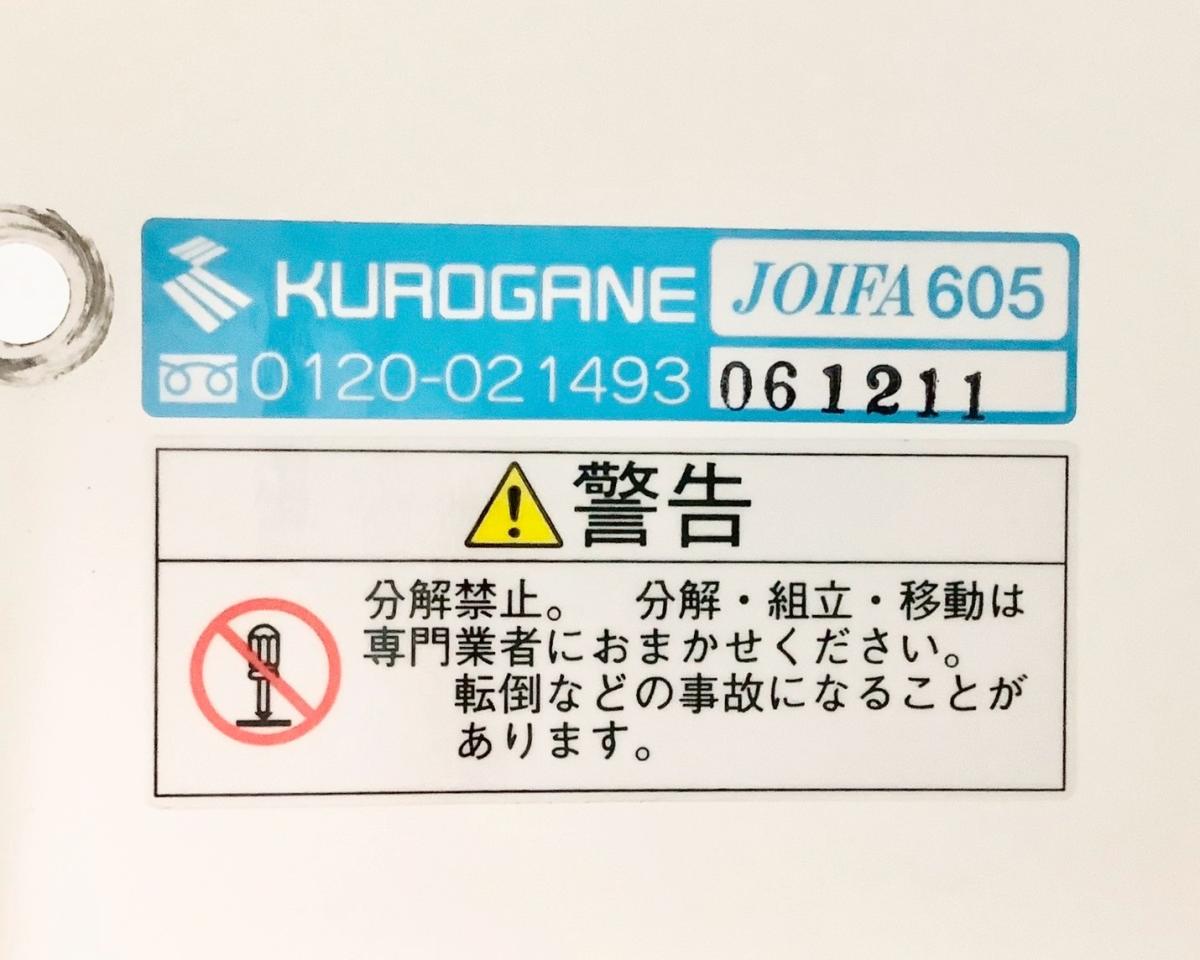 KUROGANE
JOIFA 605
0120-021493
061211
警告
分解禁止。 分解・組立・移動は
専門業者におまかせください。
転倒などの事故になることが
あります。